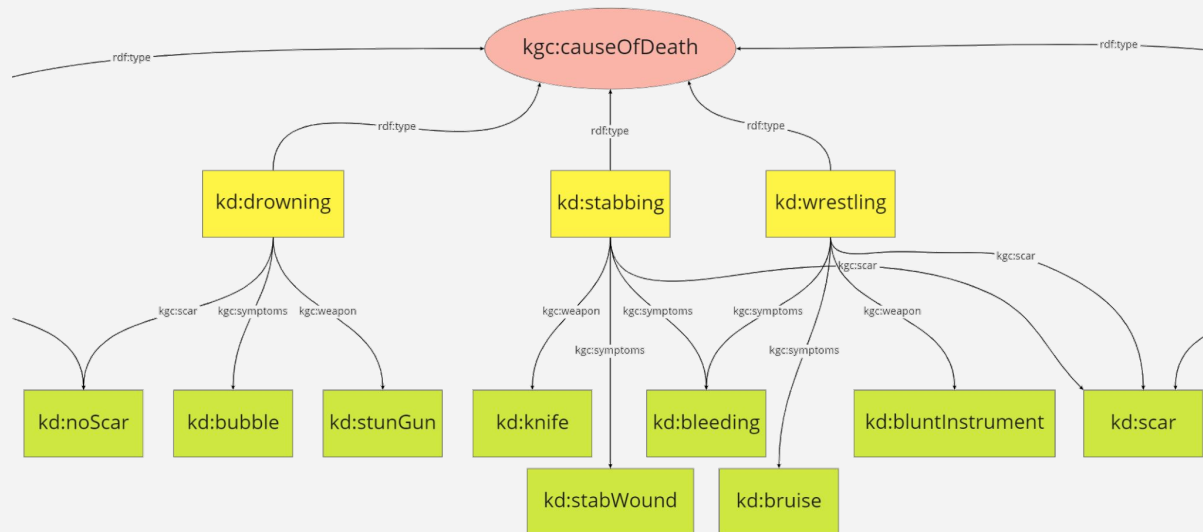 kgc:causeOfDeath
rdf:type
rdf:type
rdf:type
rdf:type
rdf:type
kd:drowning
kd:stabbing
kd:wrestling
kgc:scar
kgc:scar
kgc:scar
kgc:symptoms
kgc:weapon
kgc:weapon
kgc:symptoms
kgc:symptoms
kgc:weapon
kgc:symptoms
kgc:symptoms
kd:noScar
kd:bubble
kd:stunGun
kd:knife
kd:bleeding
kd:bluntInstrument
kd:scar
kd:stabWound
kd:bruise